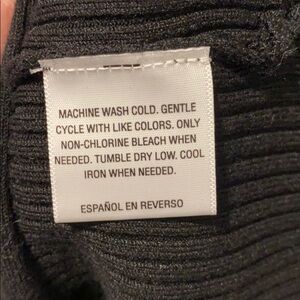 MACHINE WASH COLD. GENTLE
CYCLE WITH LIKE COLORS. ONLY
NON-CHLORINE BLEACH WHEN
NEEDED. TUMBLE DRY LOW. COOL
IRON WHEN NEEDED.
ESPAÑOL EN REVERSO